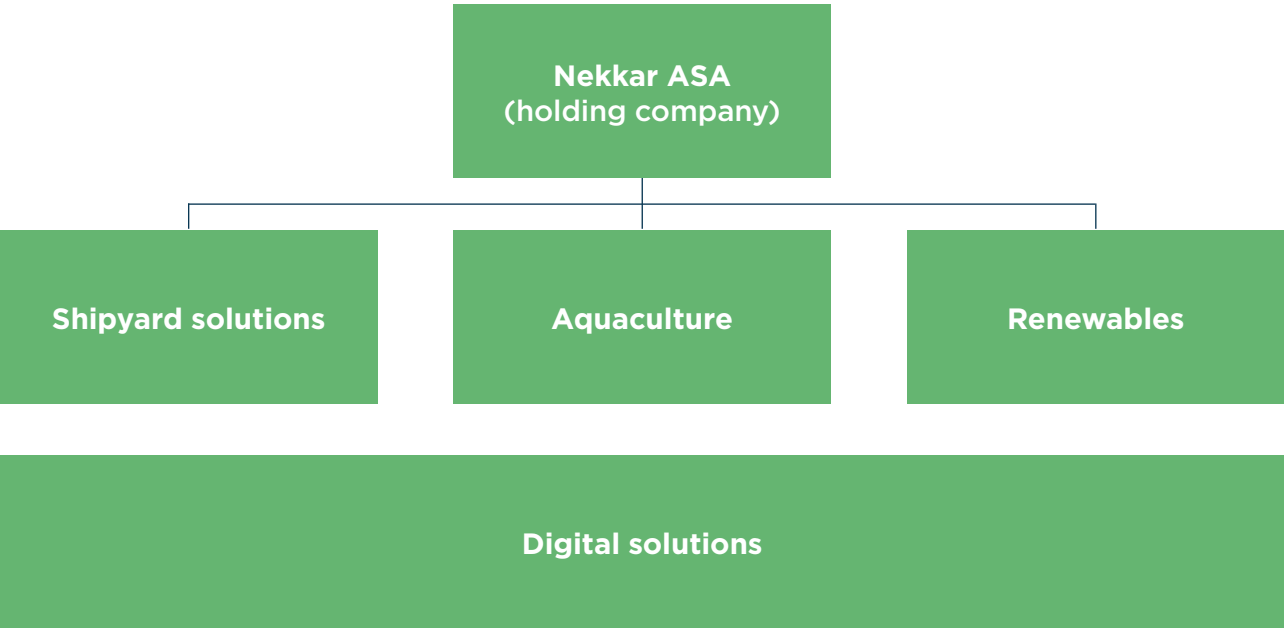 Nekkar ASA
(holding company)
Shipyard solutions
Aquaculture
Renewables
Digital solutions